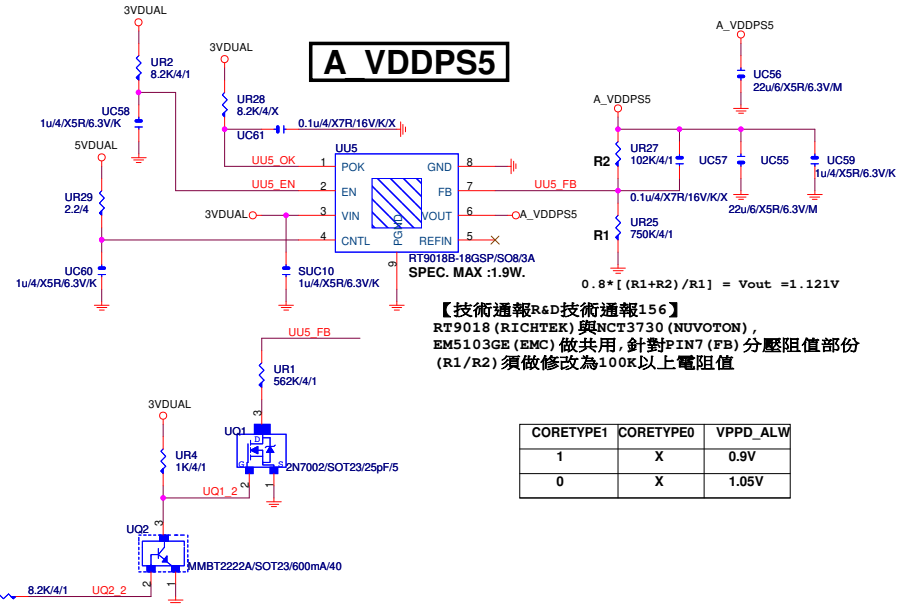 3VDUAL
UR2
8.2K/4/1
3VDUAL
A_VDDPS5
A_VDDPS5
UC56
22u/6/X5R/6.3V/M
UR28
8.2K/4/X
UC58
1u/4/X5R/6.3V/K
UC61
0.1u/4/X7R/16V/K/X
A_VDDPS5
5VDUAL
UU5
UU5_OK
1
POK
GND
8
R2
UR27
102K/4/1
UC57
UC55
UC59
1u/4/X5R/6.3V/K
UU5_EN
2
EN
FB
7
UU5_FB
UR29
2.2/4
0.1u/4/X7R/16V/K/X
22u/6/X5R/6.3V/M
3VDUAL
3
VIN
VOUT
6
A_VDDPS5
R1
UR25
750K/4/1
4
CNTL
PGND
REFIN
5
9
RT9018B-18GSP/SO8/3A
SPEC. MAX :1.9W.
UC60
1u/4/X5R/6.3V/K
SUC10
1u/4/X5R/6.3V/K
0.8*[(R1+R2)/R1] = Vout =1.121V
【技術通報R&D技術通報156】
RT9018(RICHTEK)與NCT3730(NUVOTON),
EM5103GE(EMC)做共用,針對PIN7(FB)分壓阻值部份
(R1/R2)須做修改為100K以上電阻值
UU5_FB
UR1
562K/4/1
3VDUAL
3
UQ1
D
G
S
2N7002/SOT23/25pF/5
UR4
1K/4/1
UQ1_2
2
1
CORETYPE1 CORETYPE0 VPPD_ALW
1 X 0.9V
0 X 1.05V
3
UQ2
MMBT2222A/SOT23/600mA/40
8.2K/4/1
UQ2_2
2
1